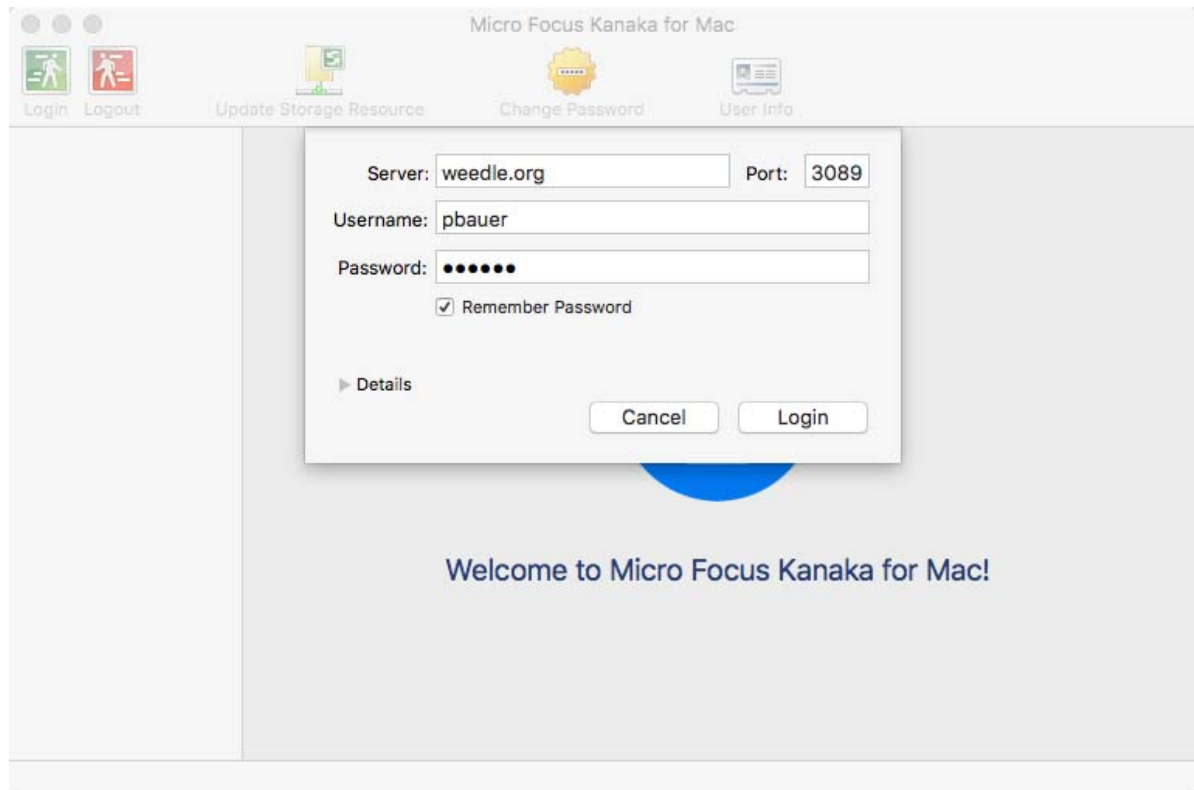 Micro Focus Kanaka for Mac
Login Logout Update Storage Resource Change Password User Info
Server: weedle.org Port: 3089
Username: pbauer
Password: ●●●●●●
Remember Password
Details
Cancel Login
Welcome to Micro Focus Kanaka for Mac!